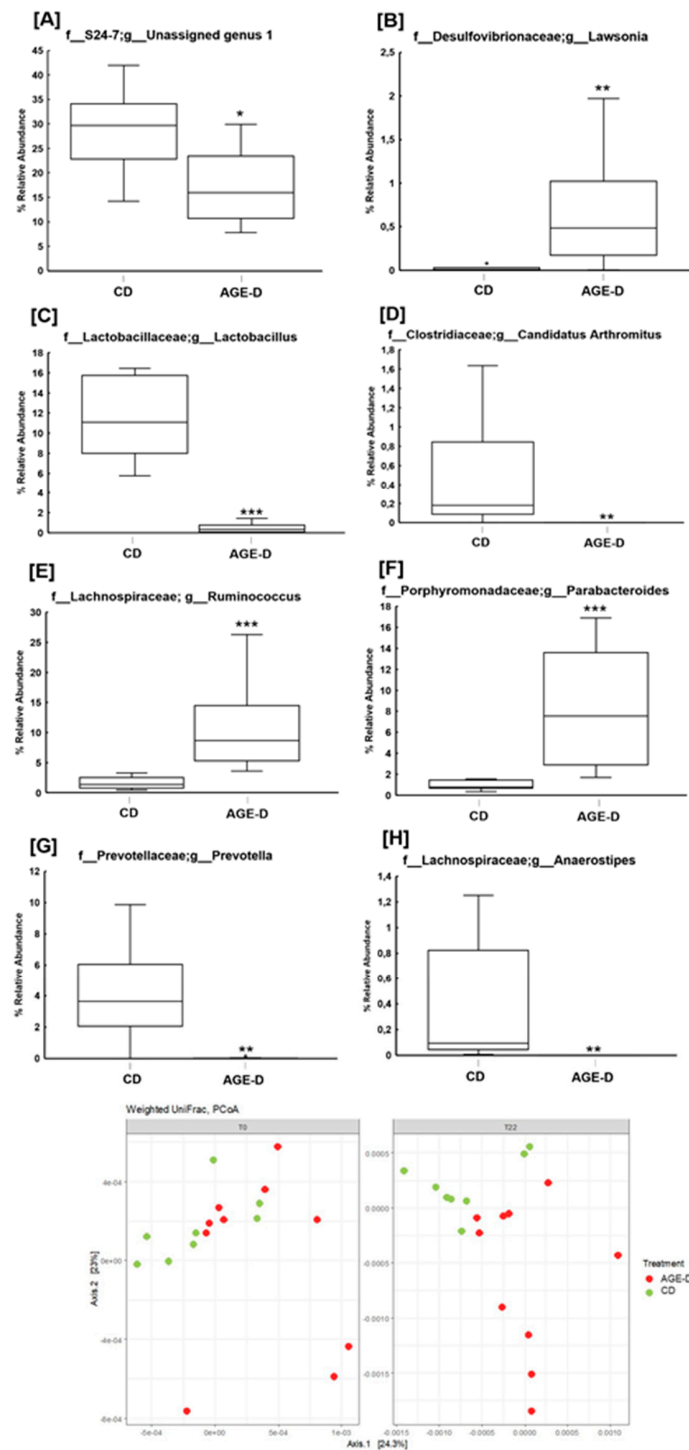 [A]
f__S24-7;g__Unassigned genus 1
% Relative Abundance
45
40
35
30
25
20
15
10
5
0
*
CD
AGE-D
[B]
f__Desulfovibrionaceae;g__Lawsonia
% Relative Abundance
2,5
2
1,5
1
0,5
0
**
CD
AGE-D
[C]
f__Lactobacillaceae;g__Lactobacillus
% Relative Abundance
18
16
14
12
10
8
6
4
2
0
***
CD
AGE-D
[D]
f__Clostridiaceae;g__Candidatus Arthromitus
% Relative Abundance
1,8
1,6
1,4
1,2
1
0,8
0,6
0,4
0,2
0
**
CD
AGE-D
[E]
f__Lachnospiraceae; g__Ruminococcus
% Relative Abundance
30
25
20
15
10
5
0
***
CD
AGE-D
[F]
f__Porphyromonadaceae;g__Parabacteroides
% Relative Abundance
18
16
14
12
10
8
6
4
2
0
***
CD
AGE-D
[G]
f__Prevotellaceae;g__Prevotella
% Relative Abundance
12
10
8
6
4
2
0
**
CD
AGE-D
[H]
f__Lachnospiraceae;g__Anaerostipes
% Relative Abundance
1,4
1,2
1
0,8
0,6
0,4
0,2
0
**
CD
AGE-D
Weighted UniFrac, PCoA
T0
T22
Axis.2 [23%]
4e-04
0e+00
-4e-04
-8e-04
-5e-04
0e+00
5e-04
1e-03
0.0005
0.0000
-0.0005
-0.0010
-0.0015
-0.0015
-0.0010
-0.0005
0.0000
0.0005
0.0010
Axis.1 [24.3%]
Treatment
AGE-D
CD